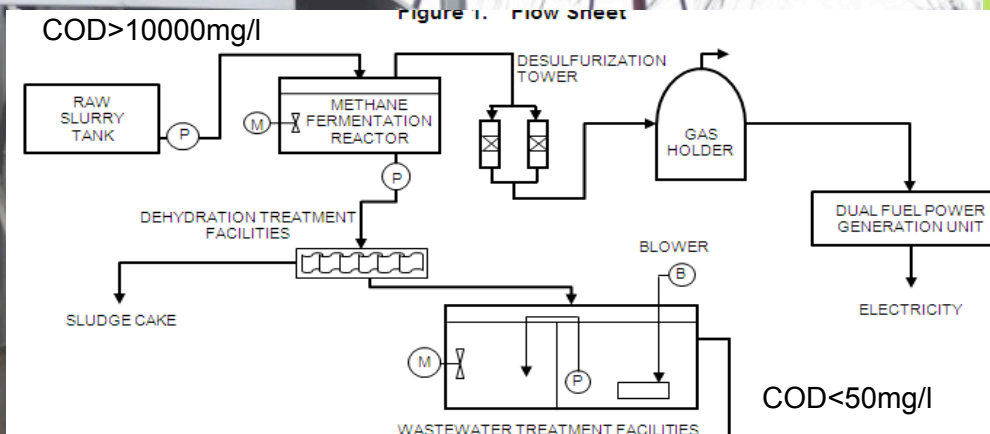 Figure 1. Flow Sheet
COD>10000mg/l
DESULFURIZATION
TOWER
RAW
SLURRY
TANK
P
M
METHANE
FERMENTATION
REACTOR
GAS
HOLDER
P
DEHYDRATION TREATMENT
FACILITIES
DUAL FUEL POWER
GENERATION UNIT
BLOWER
B
ELECTRICITY
SLUDGE CAKE
M
P
COD<50mg/l
WASTEWATER TREATMENT FACILITIES